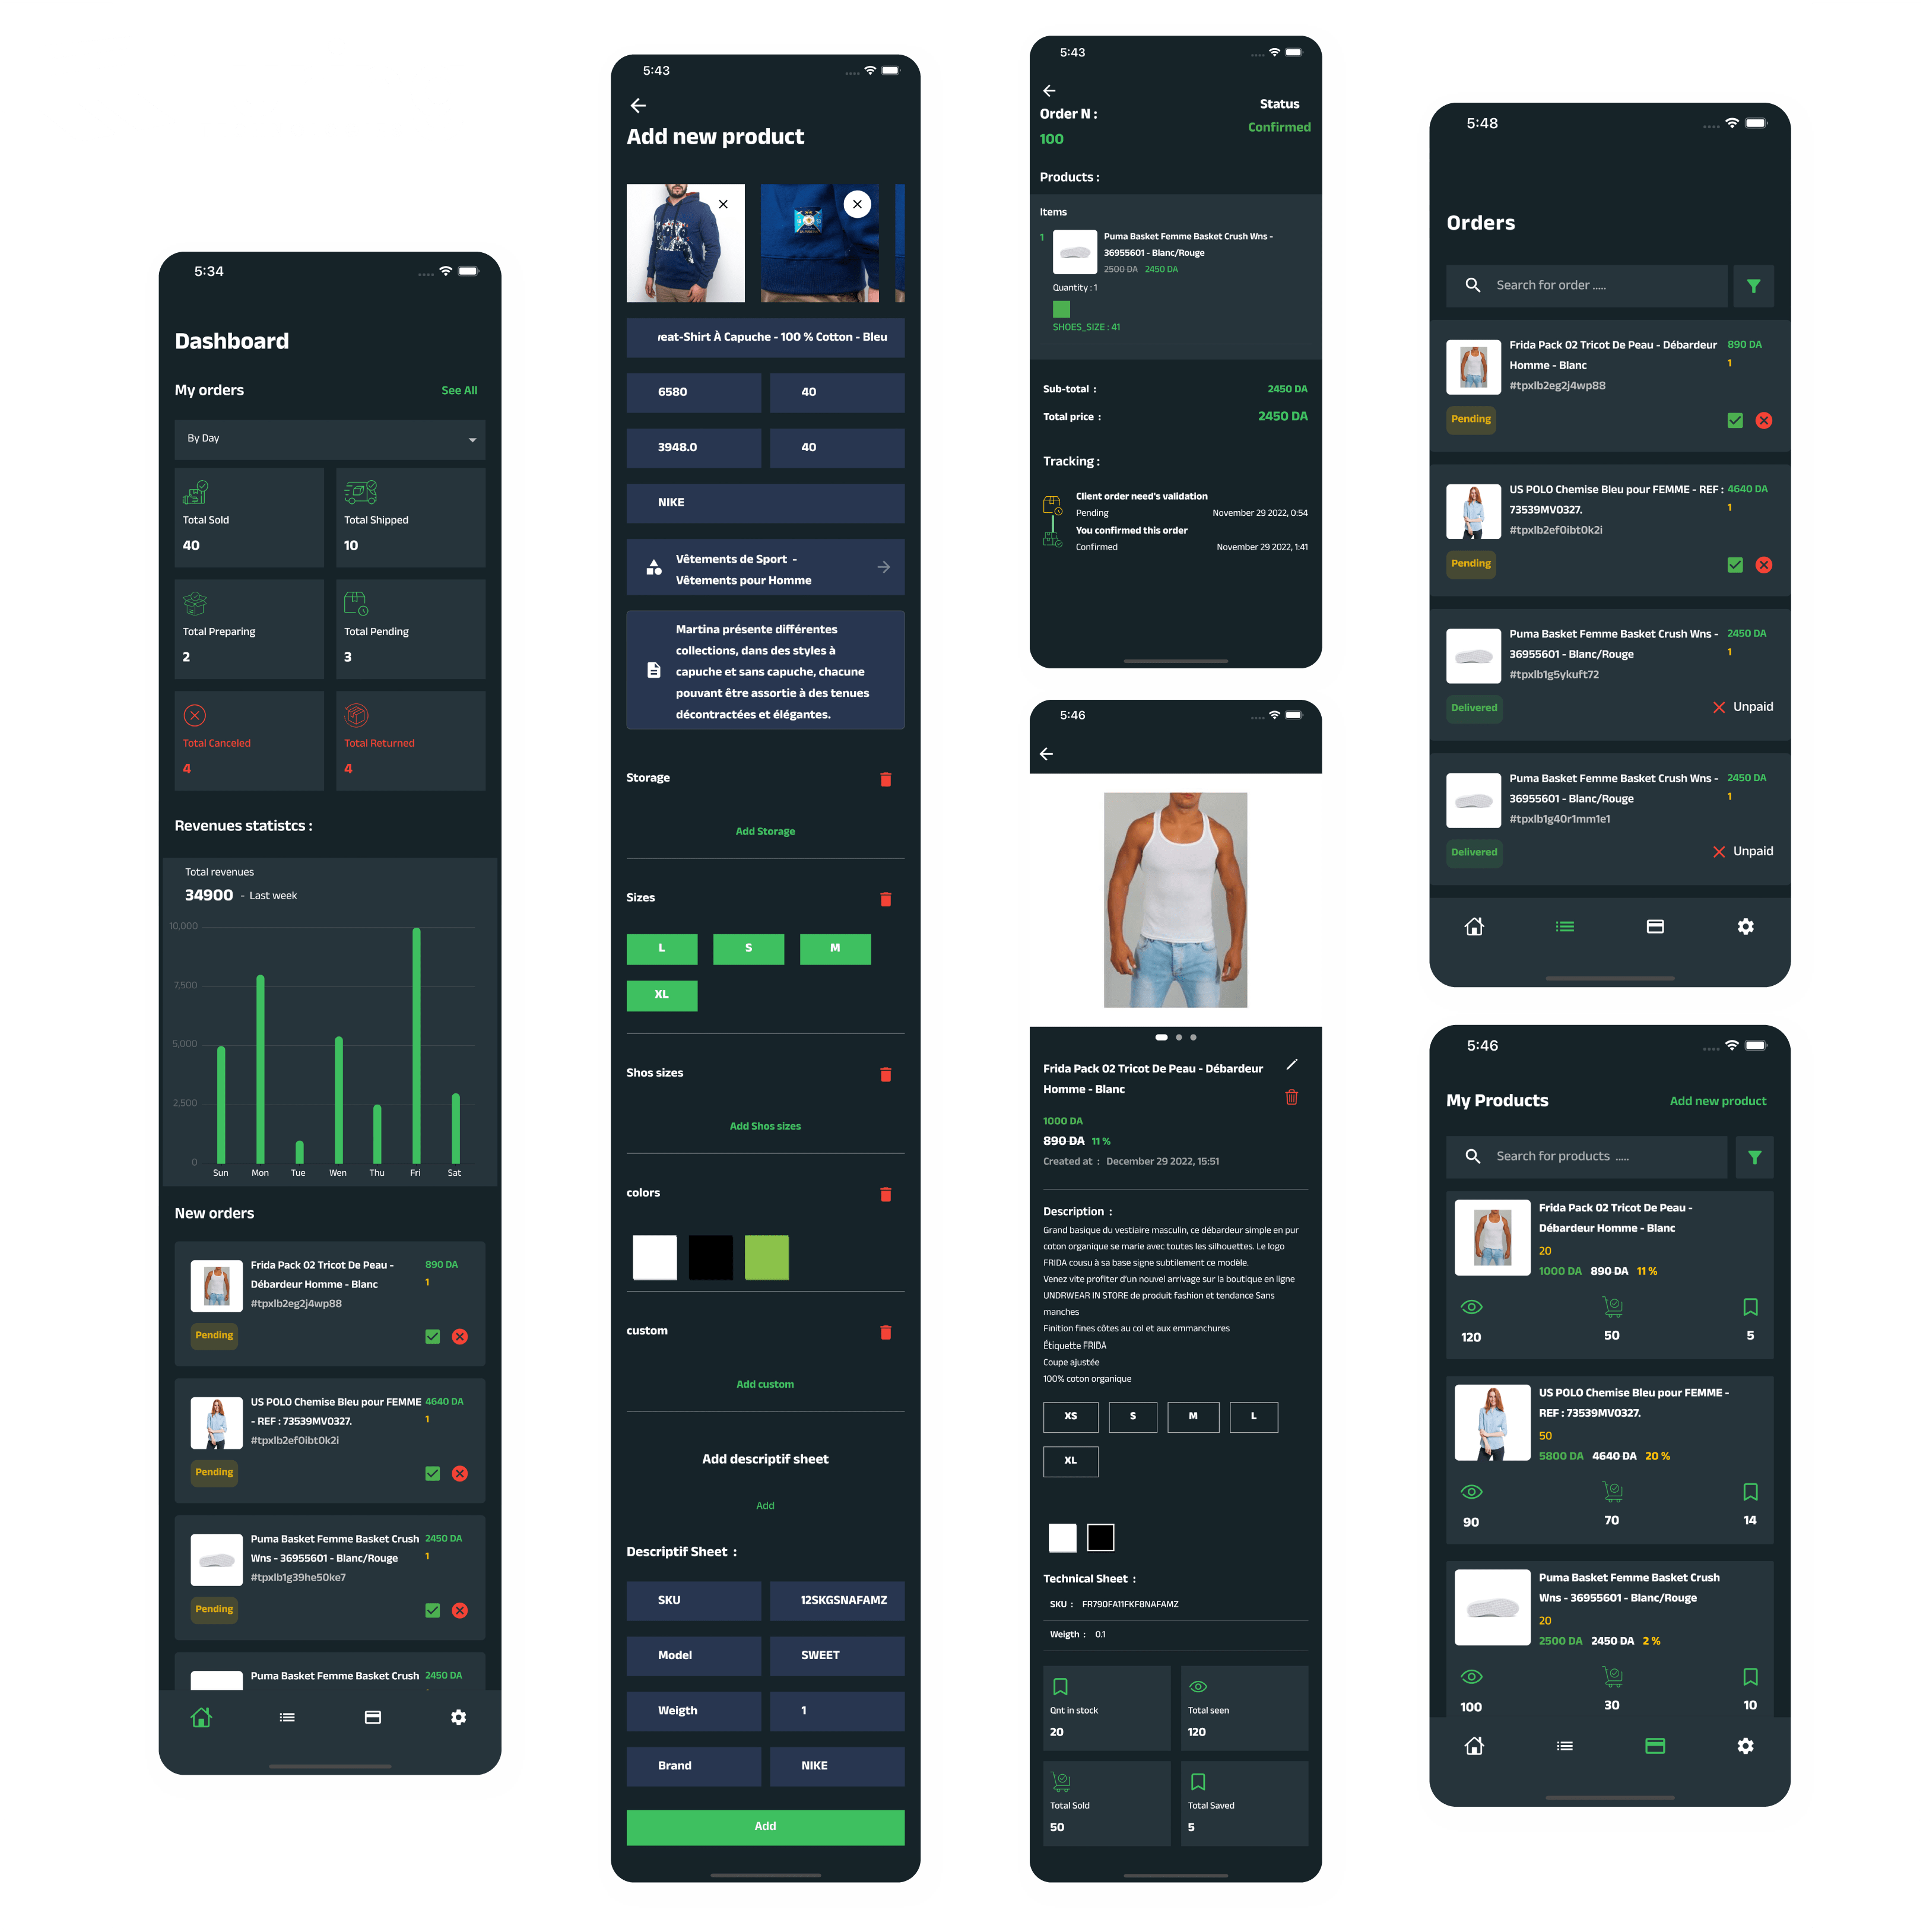 5:34
Dashboard
My orders
See All
By Day
Total Sold
40
Total Shipped
10
Total Preparing
2
Total Pending
3
Total Canceled
4
Total Returned
4
Revenues statistcs :
Total revenues
34900 - Last week
10,000
7,500
5,000
2,500
0
Sun Mon Tue Wen Thu Fri Sat
New orders
Frida Pack 02 Tricot De Peau - 890 DA
Débardeur Homme - Blanc 1
#tpxlb2eg2j4wp88
Pending
US POLO Chemise Bleu pour FEMME 4640 DA
- REF : 73539MV0327. 1
#tpxlb2ef0ibt0k2i
Pending
Puma Basket Femme Basket Crush 2450 DA
Wns - 36955601 - Blanc/Rouge 1
#tpxlb1g39he50ke7
Pending
Puma Basket Femme Basket Crush 2450 DA
5:43
Add new product
reat-Shirt À Capuche - 100 % Cotton - Bleu
6580 40
3948.0 40
NIKE
Vêtements de Sport -
Vêtements pour Homme
Martina présente différentes
collections, dans des styles à
capuche et sans capuche, chacune
pouvant être assortie à des tenues
décontractées et élégantes.
Storage
Add Storage
Sizes
L S M
XL
Shos sizes
Add Shos sizes
colors
custom
Add custom
Add descriptif sheet
Add
Descriptif Sheet :
SKU 12SKGSNAFAMZ
Model SWEET
Weigth 1
Brand NIKE
Add
5:43
Order N :
100
Status
Confirmed
Products :
Items
1
Puma Basket Femme Basket Crush Wns -
36955601 - Blanc/Rouge
2500 DA 2450 DA
Quantity : 1
SHOES_SIZE : 41
Sub-total : 2450 DA
Total price : 2450 DA
Tracking :
Client order need's validation
Pending November 29 2022, 0:54
You confirmed this order
Confirmed November 29 2022, 1:41
5:46
Frida Pack 02 Tricot De Peau - Débardeur
Homme - Blanc
1000 DA
890 DA 11 %
Created at : December 29 2022, 15:51
Description :
Grand basique du vestiaire masculin, ce débardeur simple en pur
coton organique se marie avec toutes les silhouettes. Le logo
FRIDA cousu à sa base signe subtilement ce modèle.
Venez vite profiter d'un nouvel arrivage sur la boutique en ligne
UNDRWEAR IN STORE de produit fashion et tendance Sans
manches
Finition fines côtes au col et aux emmanchures
Étiquette FRIDA
Coupe ajustée
100% coton organique
XS S M L
XL
Technical Sheet :
SKU : FR790FA11FKF8NAFAMZ
Weigth : 0.1
Qnt in stock
20
Total seen
120
Total Sold
50
Total Saved
5
5:48
Orders
Search for order .....
Frida Pack 02 Tricot De Peau - Débardeur 890 DA
Homme - Blanc 1
#tpxlb2eg2j4wp88
Pending
US POLO Chemise Bleu pour FEMME - REF : 4640 DA
73539MV0327. 1
#tpxlb2ef0ibt0k2i
Pending
Puma Basket Femme Basket Crush Wns - 2450 DA
36955601 - Blanc/Rouge 1
#tpxlb1g5ykuft72
Delivered Unpaid
Puma Basket Femme Basket Crush Wns - 2450 DA
36955601 - Blanc/Rouge 1
#tpxlb1g40r1mm1e1
Delivered Unpaid
5:46
My Products
Add new product
Search for products .....
Frida Pack 02 Tricot De Peau -
Débardeur Homme - Blanc
20
1000 DA 890 DA 11 %
120 50 5
US POLO Chemise Bleu pour FEMME -
REF : 73539MV0327.
50
5800 DA 4640 DA 20 %
90 70 14
Puma Basket Femme Basket Crush
Wns - 36955601 - Blanc/Rouge
20
2500 DA 2450 DA 2 %
100 30 10